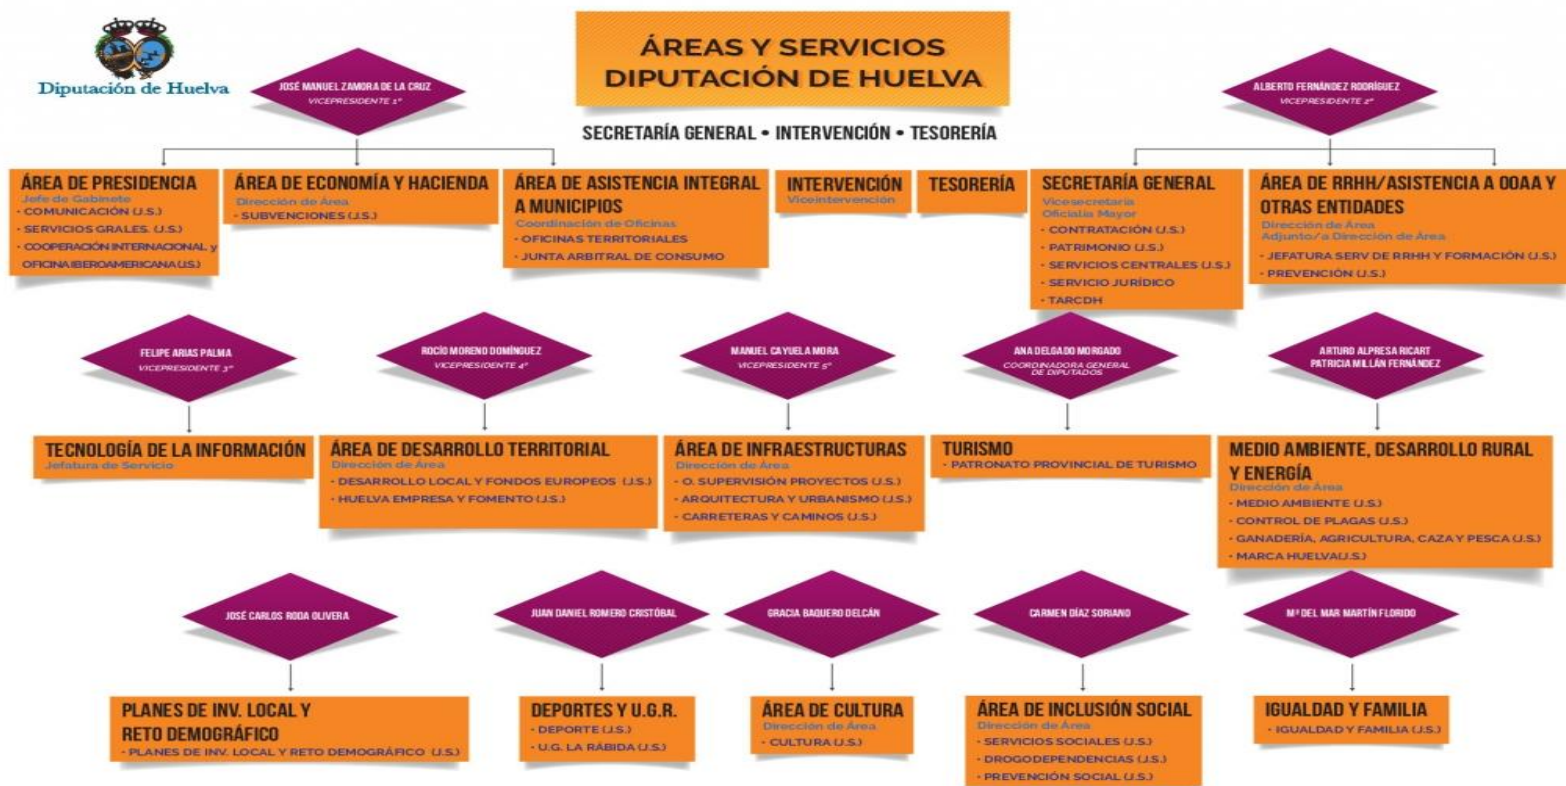 Diputación de Huelva
ÁREAS Y SERVICIOS
DIPUTACIÓN DE HUELVA
SECRETARÍA GENERAL • INTERVENCIÓN • TESORERÍA
JOSÉ MANUEL ZAMORA DE LA CRUZ
VICEPRESIDENTE 1º
ALBERTO FERNÁNDEZ RODRÍGUEZ
VICEPRESIDENTE 2º
ÁREA DE PRESIDENCIA
Jefe de Gabinete
• COMUNICACIÓN (J.S.)
• SERVICIOS GRALES. (J.S.)
• COOPERACIÓN INTERNACIONAL y
OFICINA IBEROAMERICANA (J.S.)
ÁREA DE ECONOMÍA Y HACIENDA
Dirección de Área
• SUBVENCIONES (J.S.)
ÁREA DE ASISTENCIA INTEGRAL
A MUNICIPIOS
Coordinación de Oficinas
• OFICINAS TERRITORIALES
• JUNTA ARBITRAL DE CONSUMO
INTERVENCIÓN
Viceintervención
TESORERÍA
SECRETARÍA GENERAL
Vicesecretaría
Oficialía Mayor
• CONTRATACIÓN (J.S.)
• PATRIMONIO (J.S.)
• SERVICIOS CENTRALES (J.S.)
• SERVICIO JURÍDICO
• TARCDH
ÁREA DE RRHH/ASISTENCIA A OOAA Y
OTRAS ENTIDADES
Dirección de Área
Adjunto/a Dirección de Área
• JEFATURA SERV DE RRHH Y FORMACIÓN (J.S.)
• PREVENCIÓN (J.S.)
FELIPE ARIAS PALMA
VICEPRESIDENTE 3º
ROCÍO MORENO DOMÍNGUEZ
VICEPRESIDENTE 4º
MANUEL CAYUELA MORA
VICEPRESIDENTE 5º
ANA DELGADO MORGADO
COORDINADORA GENERAL
DE DIPUTADOS
ARTURO ALPRESA RICART
PATRICIA MILLÁN FERNÁNDEZ
TECNOLOGÍA DE LA INFORMACIÓN
Jefatura de Servicio
ÁREA DE DESARROLLO TERRITORIAL
Dirección de Área
• DESARROLLO LOCAL Y FONDOS EUROPEOS (J.S.)
• HUELVA EMPRESA Y FOMENTO (J.S.)
ÁREA DE INFRAESTRUCTURAS
Dirección de Área
• O. SUPERVISIÓN PROYECTOS (J.S.)
• ARQUITECTURA Y URBANISMO (J.S.)
• CARRETERAS Y CAMINOS (J.S.)
TURISMO
• PATRONATO PROVINCIAL DE TURISMO
MEDIO AMBIENTE, DESARROLLO RURAL
Y ENERGÍA
Dirección de Área
• MEDIO AMBIENTE (J.S.)
• CONTROL DE PLAGAS (J.S.)
• GANADERÍA, AGRICULTURA, CAZA Y PESCA (J.S.)
• MARCA HUELVA(J.S.)
JOSÉ CARLOS RODA OLIVERA
JUAN DANIEL ROMERO CRISTÓBAL
GRACIA BAQUERO DELCÁN
CARMEN DÍAZ SORIANO
Mª DEL MAR MARTÍN FLORIDO
PLANES DE INV. LOCAL Y
RETO DEMOGRÁFICO
• PLANES DE INV. LOCAL Y RETO DEMOGRÁFICO (J.S.)
DEPORTES Y U.G.R.
• DEPORTE (J.S.)
• U.G. LA RÁBIDA (J.S.)
ÁREA DE CULTURA
Dirección de Área
• CULTURA (J.S.)
ÁREA DE INCLUSIÓN SOCIAL
Dirección de Área
• SERVICIOS SOCIALES (J.S.)
• DROGODEPENDENCIAS (J.S.)
• PREVENCIÓN SOCIAL (J.S.)
IGUALDAD Y FAMILIA
• IGUALDAD Y FAMILIA (J.S.)